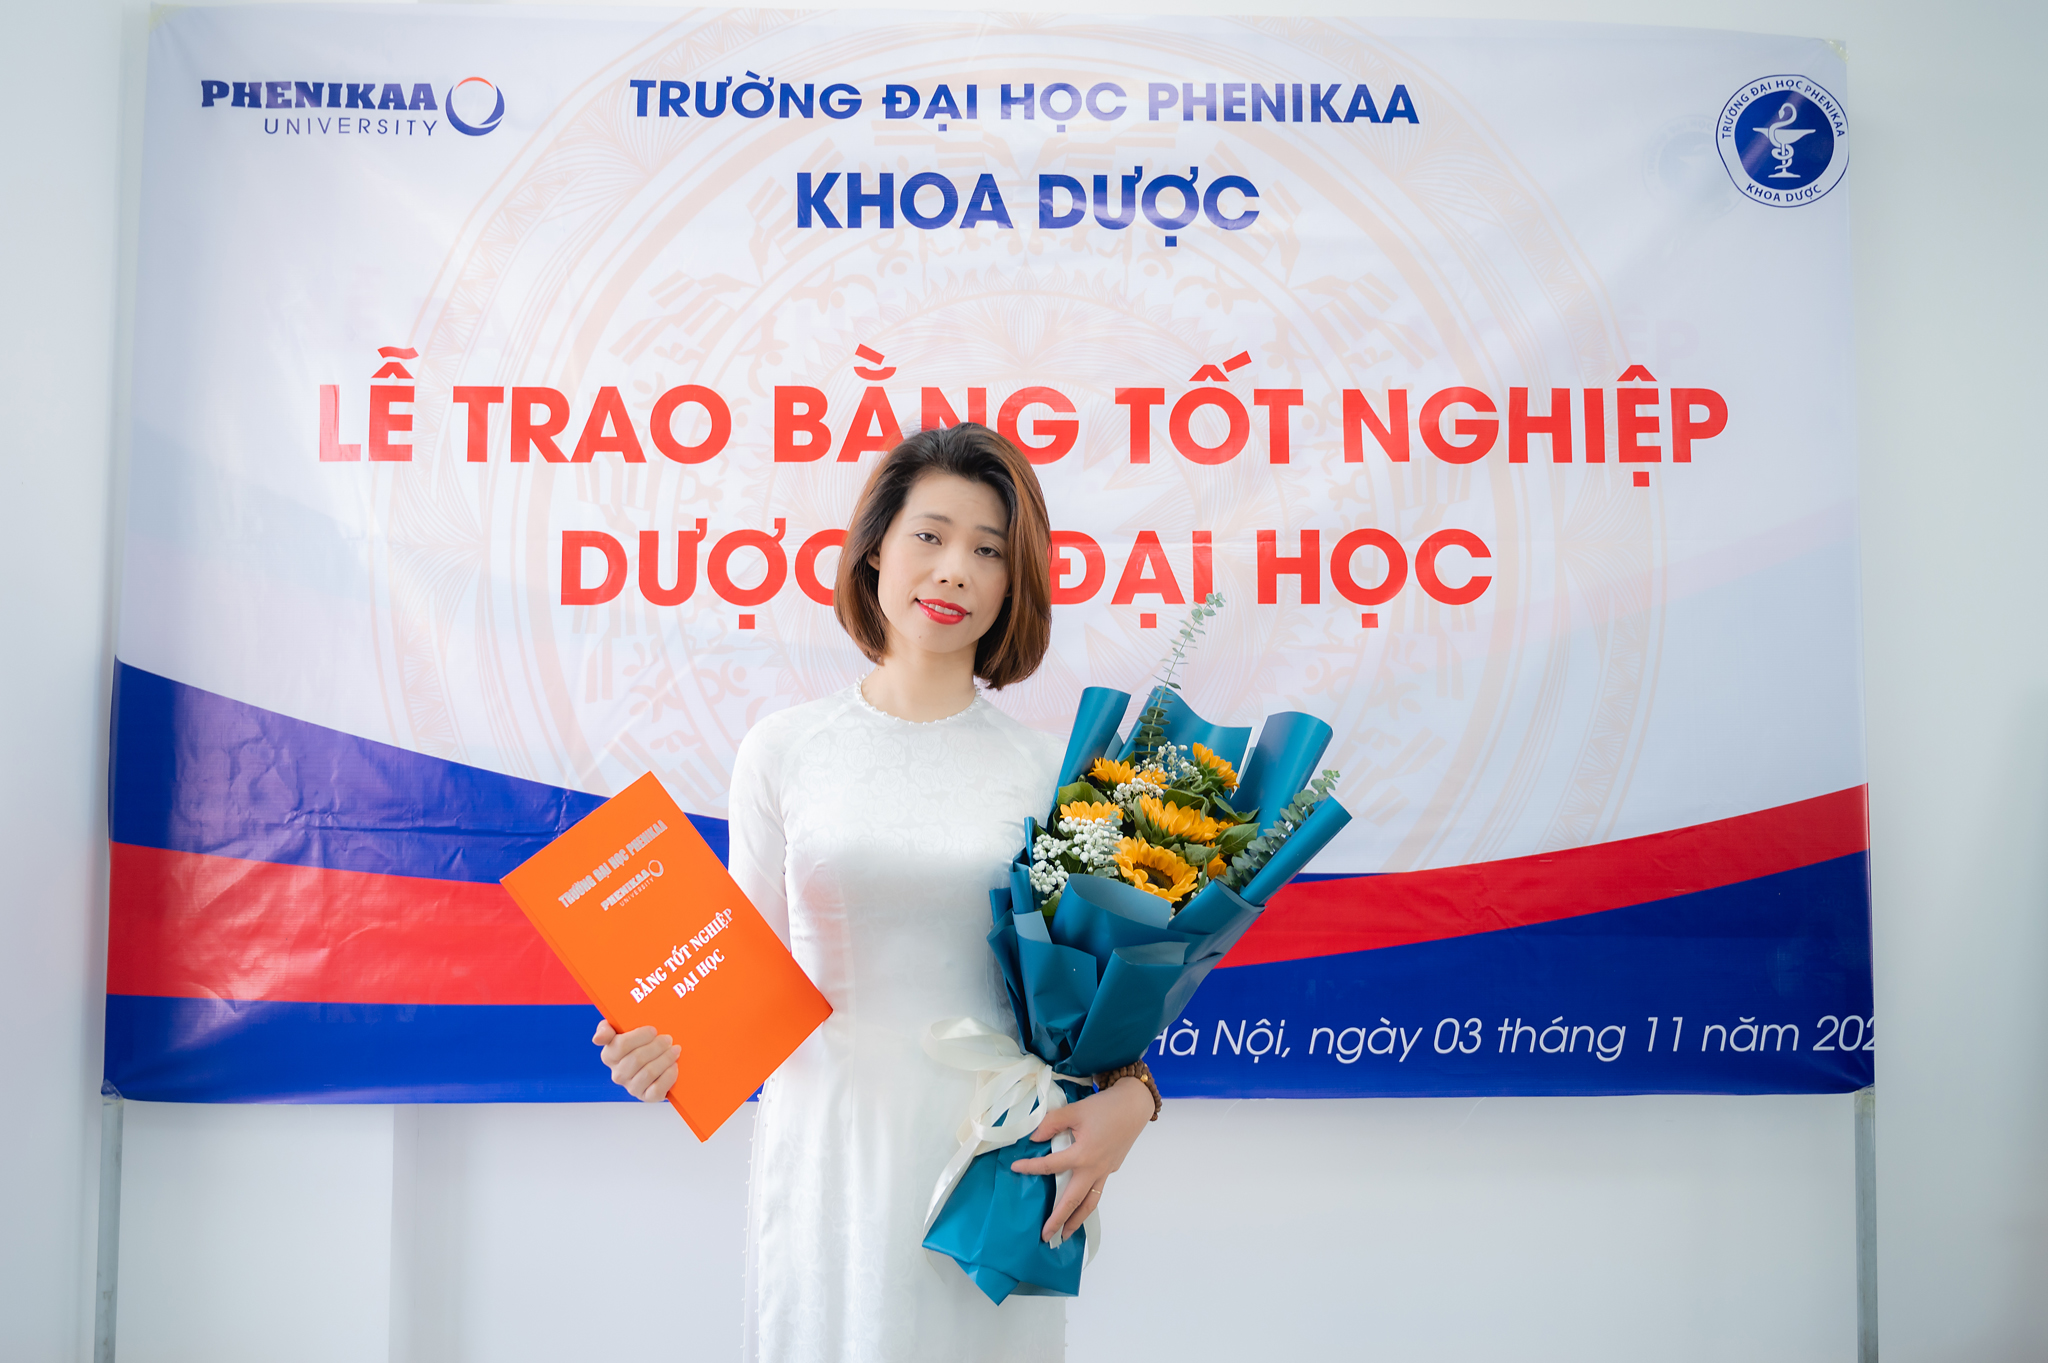 PHENIKAA
UNIVERSITY
TRƯỜNG ĐẠI HỌC PHENIKAA
KHOA DƯỢC
TRƯỜNG ĐẠI HỌC PHENIKAA
KHOA DƯỢC
LỄ TRAO BẰNG TỐT NGHIỆP
DƯỢC ĐẠI HỌC
TRƯỜNG ĐẠI HỌC PHENIKAA
PHENIKAA
UNIVERSITY
BẰNG TỐT NGHIỆP
ĐẠI HỌC
Hà Nội, ngày 03 tháng 11 năm